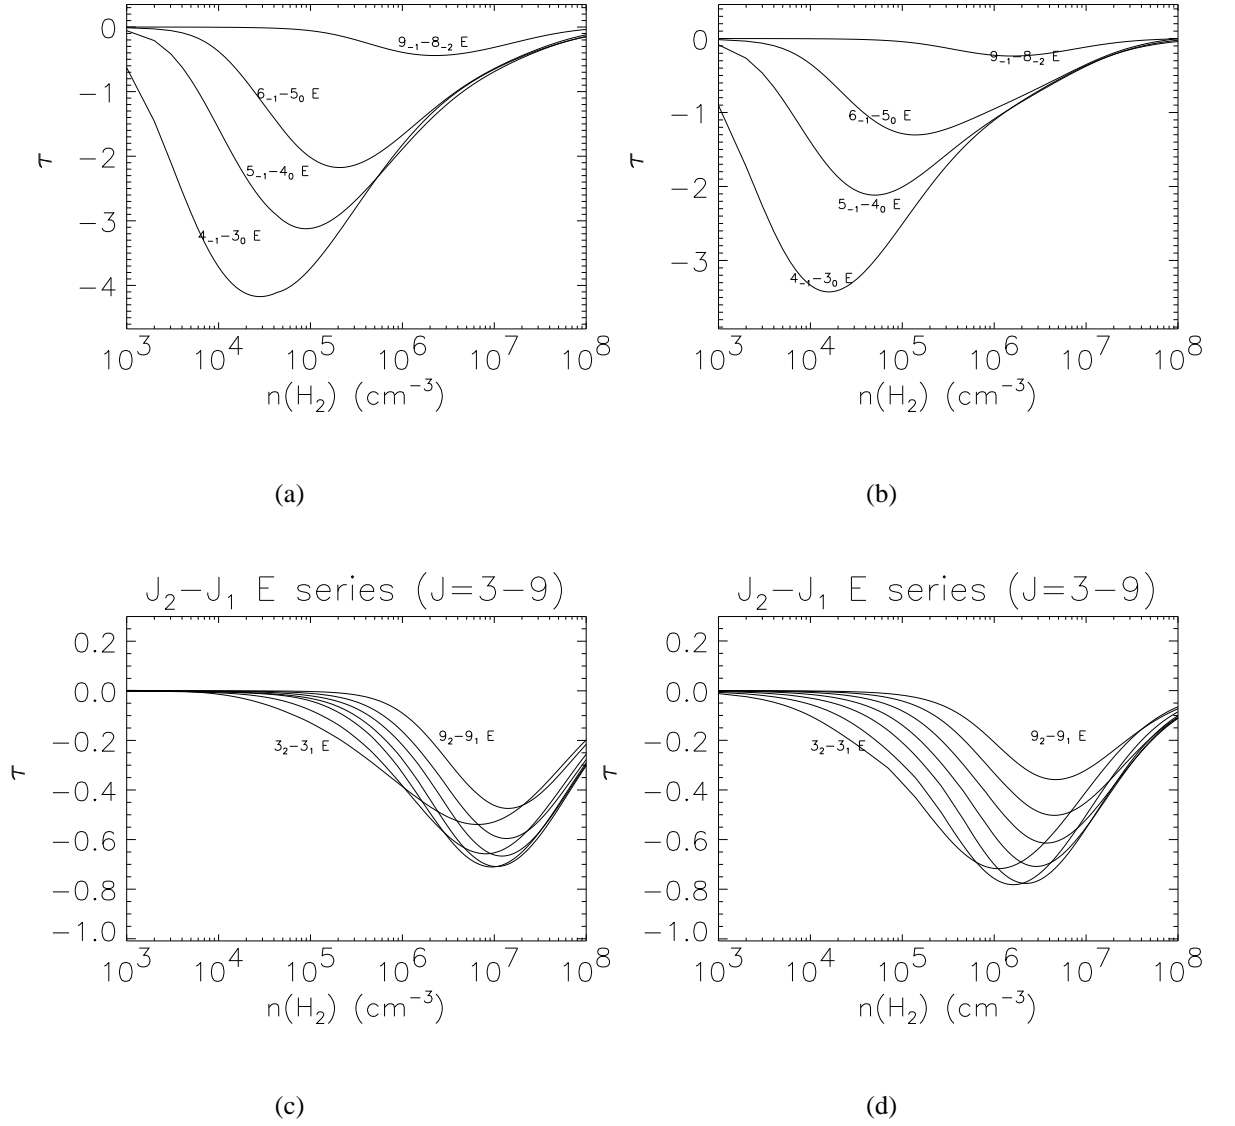 0
−1
−2
−3
−4
τ
9₋₁−8₋₂ E
6₋₁−5₀ E
5₋₁−4₀ E
4₋₁−3₀ E
10³ 10⁴ 10⁵ 10⁶ 10⁷ 10⁸
n(H₂) (cm⁻³)
(a)
0
−1
−2
−3
τ
9₋₁−8₋₂ E
6₋₁−5₀ E
5₋₁−4₀ E
4₋₁−3₀ E
10³ 10⁴ 10⁵ 10⁶ 10⁷ 10⁸
n(H₂) (cm⁻³)
(b)
J₂−J₁ E series (J=3−9)
0.2
0.0
−0.2
−0.4
−0.6
−0.8
−1.0
τ
9₂−9₁ E
3₂−3₁ E
10³ 10⁴ 10⁵ 10⁶ 10⁷ 10⁸
n(H₂) (cm⁻³)
(c)
J₂−J₁ E series (J=3−9)
0.2
0.0
−0.2
−0.4
−0.6
−0.8
−1.0
τ
9₂−9₁ E
3₂−3₁ E
10³ 10⁴ 10⁵ 10⁶ 10⁷ 10⁸
n(H₂) (cm⁻³)
(d)